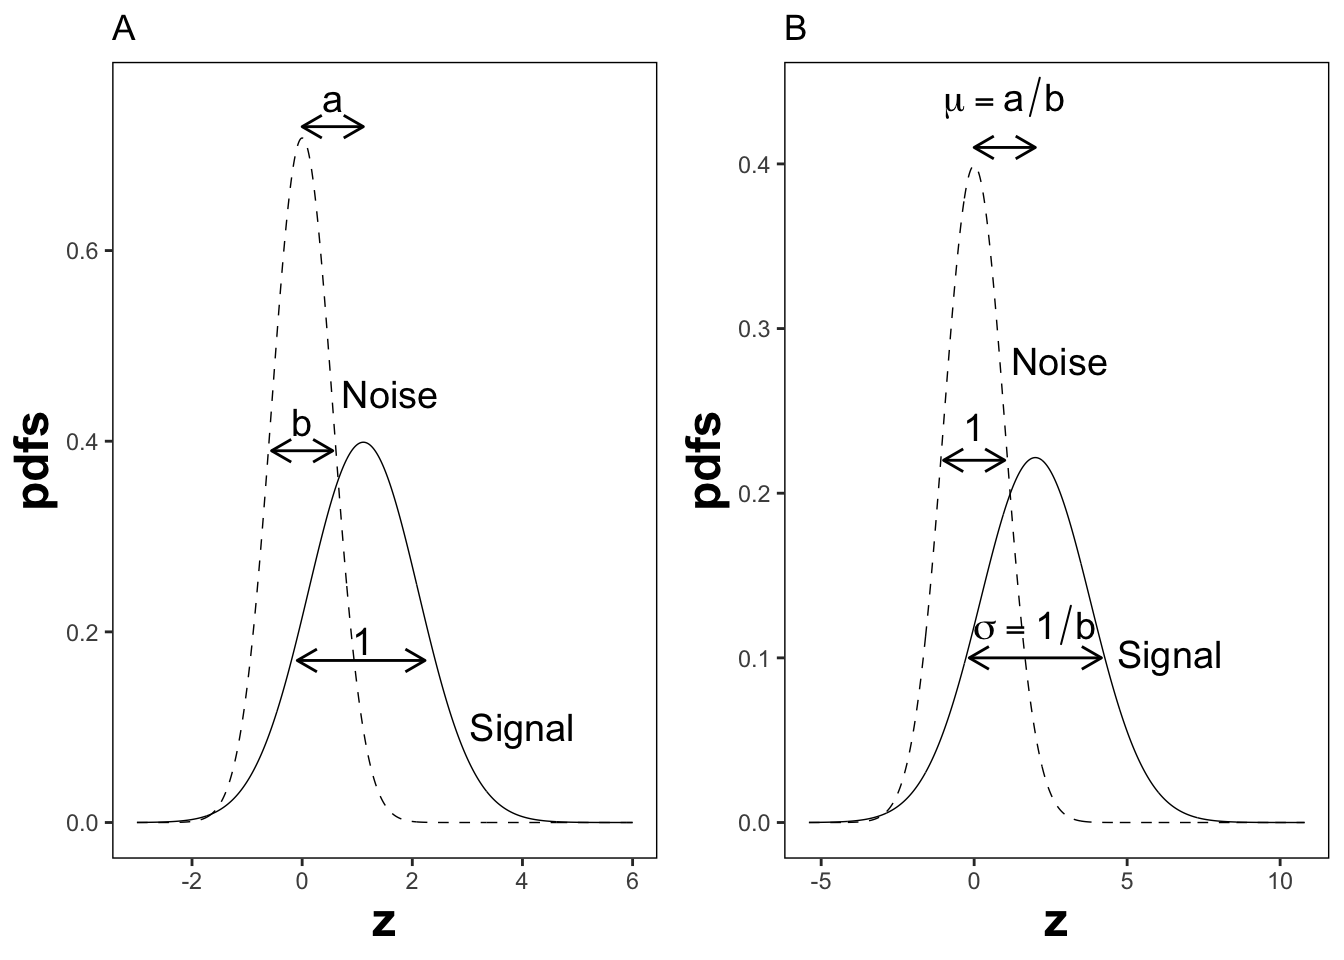 A
a
0.6
Noise
b
0.4
pdfs
1
0.2
Signal
0.0
-2 0 2 4 6
z
B
μ = a/b
0.4
0.3
Noise
1
pdfs
0.2
σ = 1/b
Signal
0.1
0.0
-5 0 5 10
z